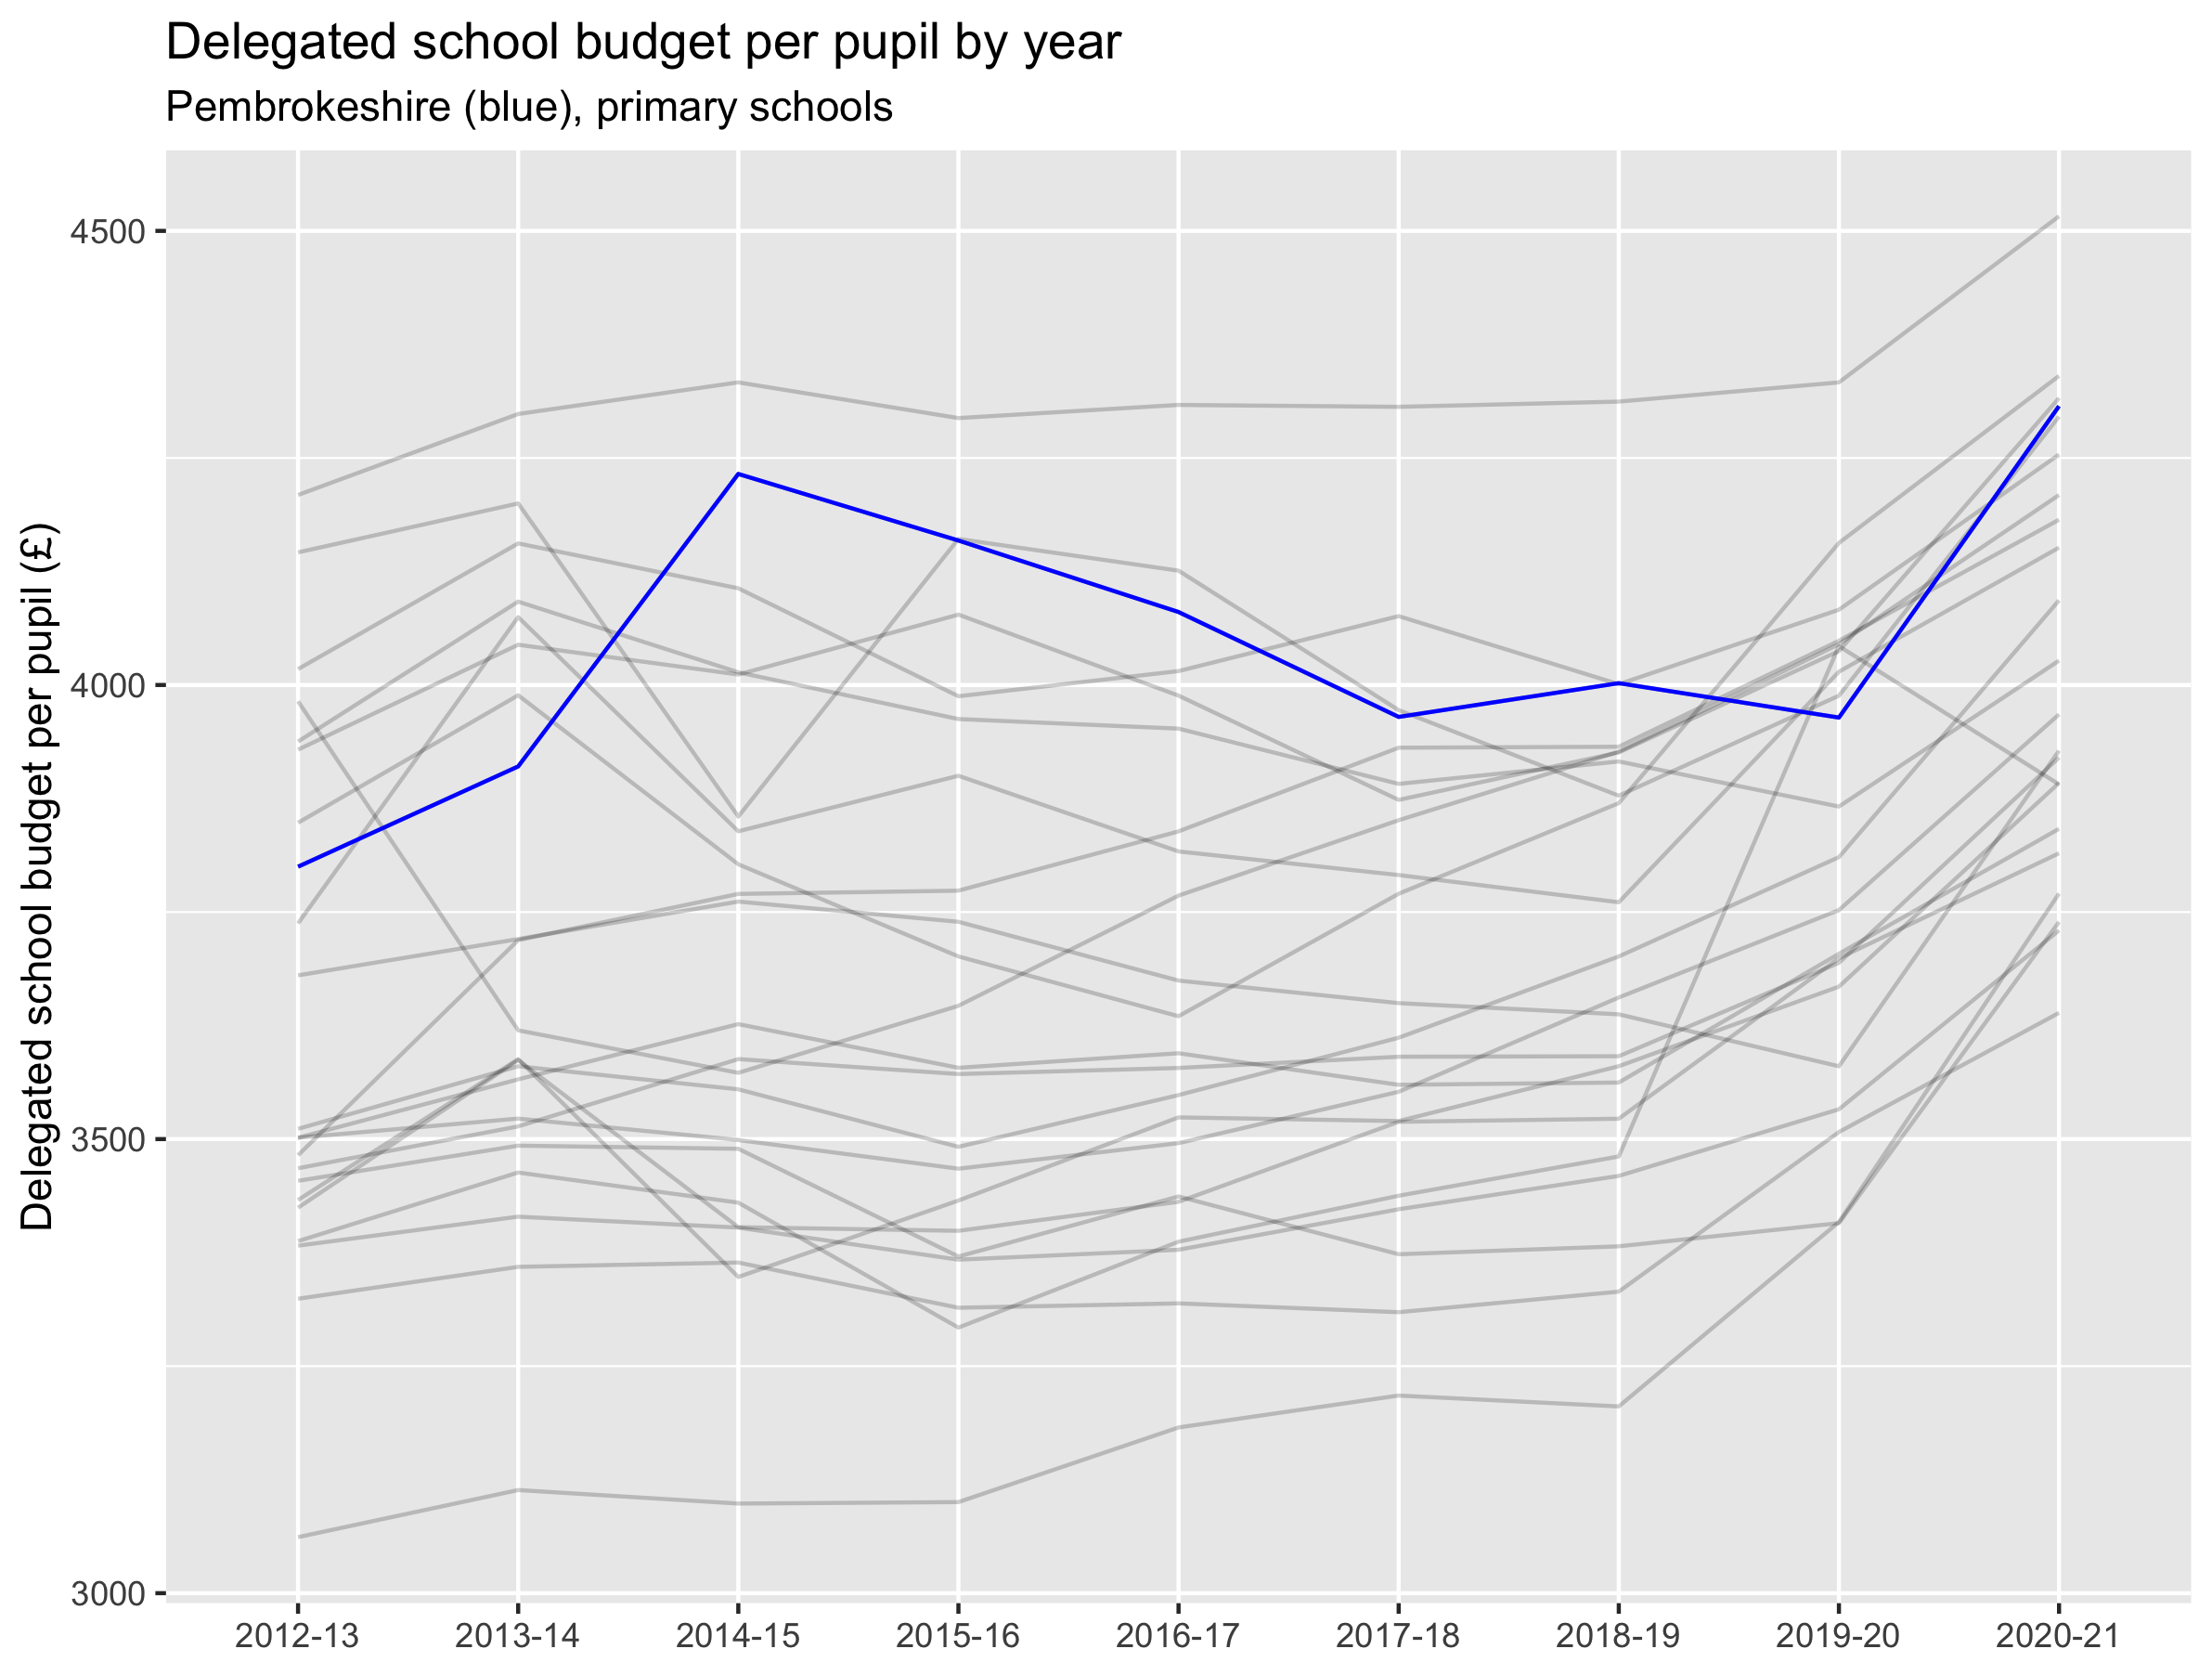 Delegated school budget per pupil by year
Pembrokeshire (blue), primary schools
Delegated school budget per pupil (£)
4500
4000
3500
3000
2012-13 2013-14 2014-15 2015-16 2016-17 2017-18 2018-19 2019-20 2020-21